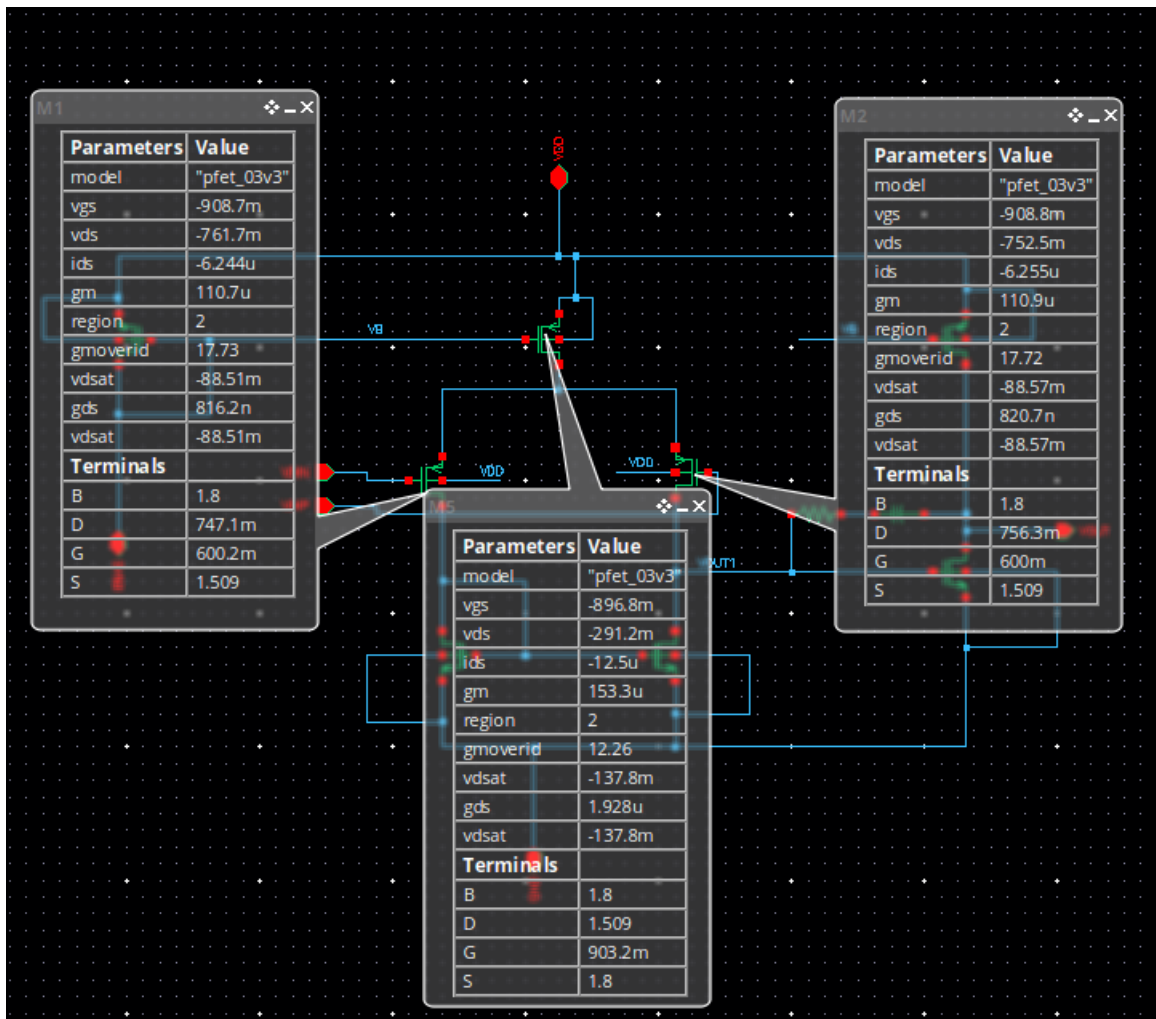 M1
Parameters Value
model "pfet_03v3"
vgs -908.7m
vds -761.7m
ids -6.244u
gm 110.7u
region 2
gmoverid 17.73
vdsat -88.51m
gds 816.2n
vdsat -88.51m
Terminals
B 1.8
D 747.1m
G 600.2m
S 1.509
VDD
VB
VDD
VDD
VOUT1
M2
Parameters Value
model "pfet_03v3"
vgs -908.8m
vds -752.5m
ids -6.255u
gm 110.9u
region 2
gmoverid 17.72
vdsat -88.57m
gds 820.7n
vdsat -88.57m
Terminals
B 1.8
D 756.3m
G 600m
S 1.509
M5
Parameters Value
model "pfet_03v3"
vgs -896.8m
vds -291.2m
ids -12.5u
gm 153.3u
region 2
gmoverid 12.26
vdsat -137.8m
gds 1.928u
vdsat -137.8m
Terminals
B 1.8
D 1.509
G 903.2m
S 1.8